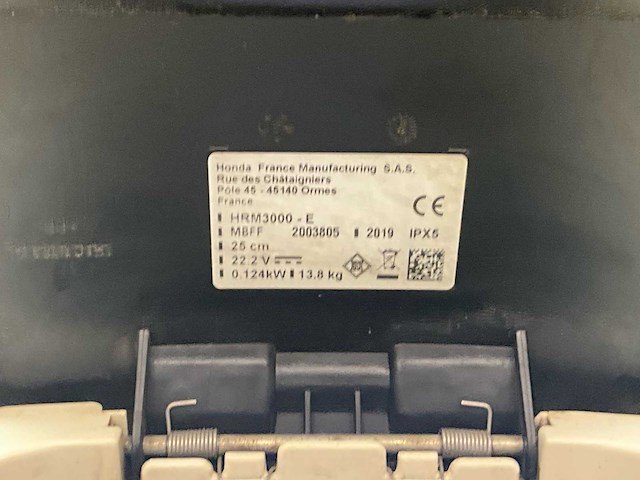 Honda France Manufacturing S.A.S.
Rue des Châtaigniers
Pôle 45 - 45140 Ormes
France
CE
HRM3000 - E
MBFF 2003805 2019 IPX5
25 cm
22.2 V
0.124kW 13.8 kg